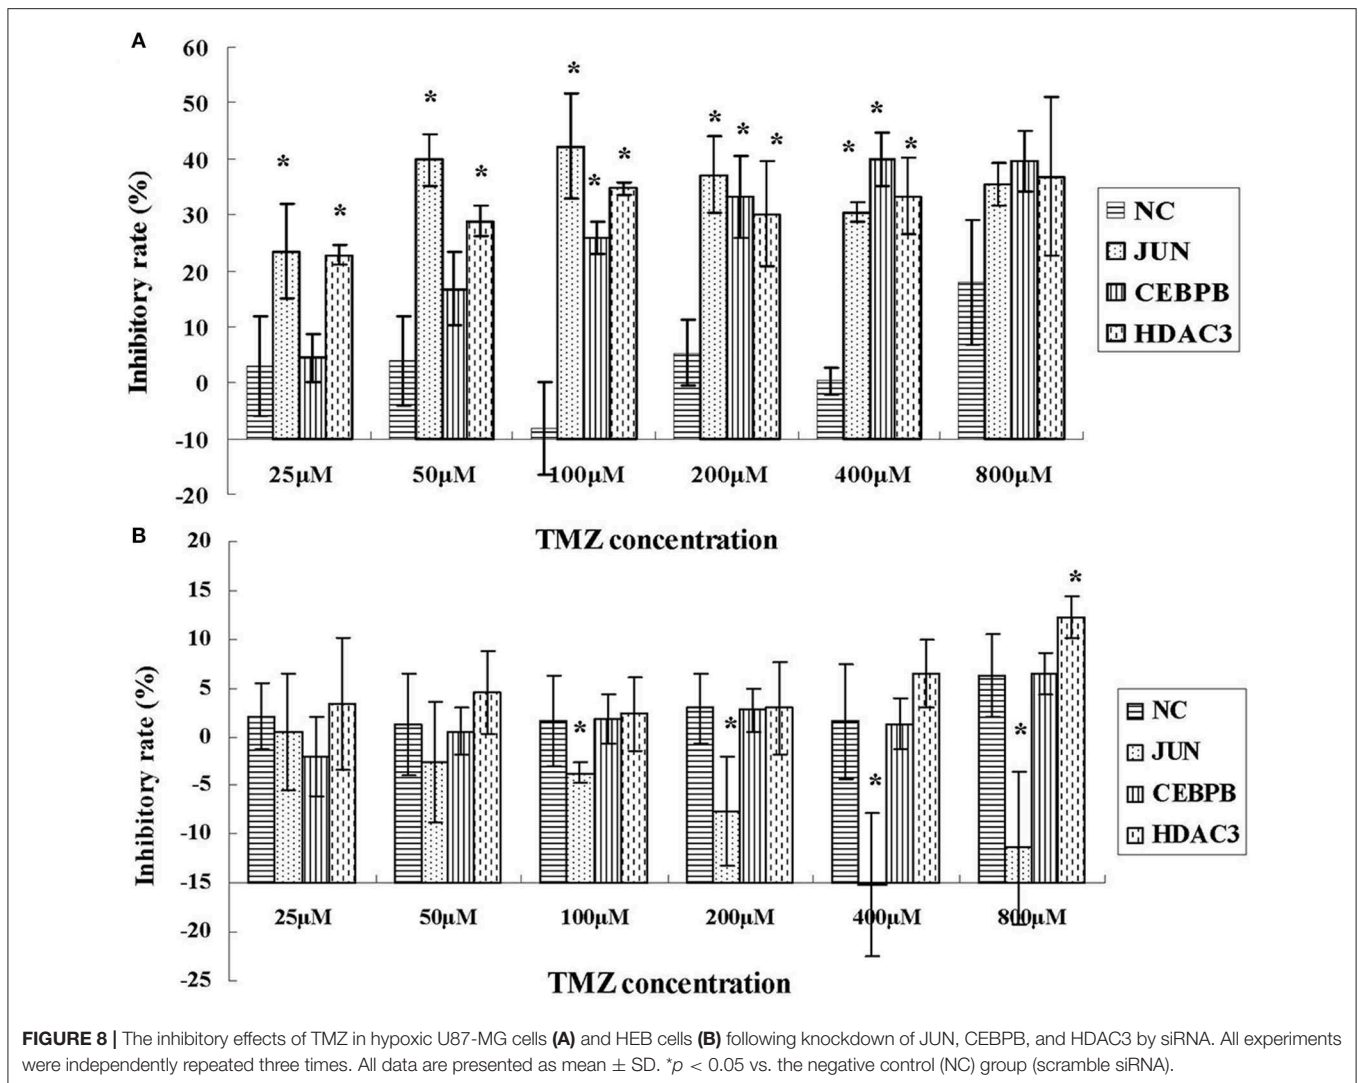 A
60
50
40
30
20
10
0
-10
-20
Inhibitory rate (%)
* * * * * * * * * * * * *
NC
JUN
CEBPB
HDAC3
25μM 50μM 100μM 200μM 400μM 800μM
TMZ concentration
B
20
15
10
5
0
-5
-10
-15
-20
-25
Inhibitory rate (%)
* * * * *
NC
JUN
CEBPB
HDAC3
25μM 50μM 100μM 200μM 400μM 800μM
TMZ concentration
FIGURE 8 | The inhibitory effects of TMZ in hypoxic U87-MG cells (A) and HEB cells (B) following knockdown of JUN, CEBPB, and HDAC3 by siRNA. All experiments
were independently repeated three times. All data are presented as mean ± SD. *p < 0.05 vs. the negative control (NC) group (scramble siRNA).